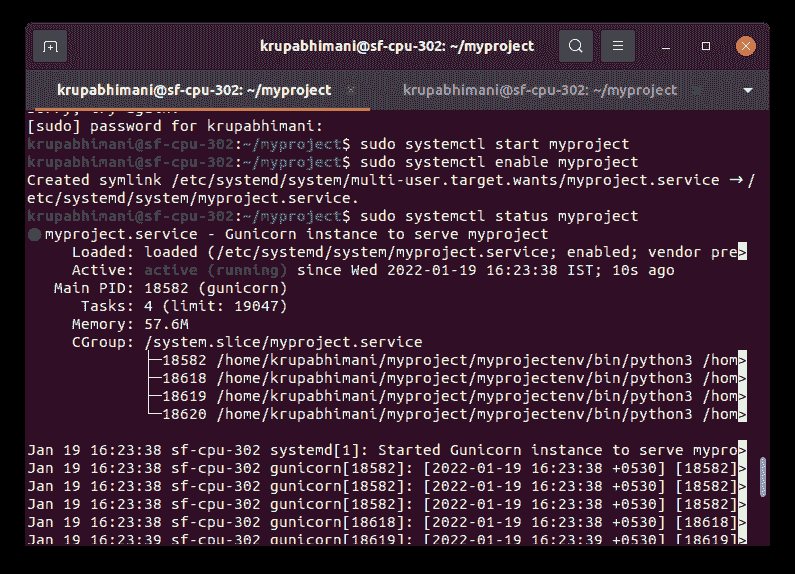 krupabhimani@sf-cpu-302: ~/myproject
krupabhimani@sf-cpu-302: ~/myproject × krupabhimani@sf-cpu-302: ~/myproject ×
[sudo] password for krupabhimani:
krupabhimani@sf-cpu-302:~/myproject$ sudo systemctl start myproject
krupabhimani@sf-cpu-302:~/myproject$ sudo systemctl enable myproject
Created symlink /etc/systemd/system/multi-user.target.wants/myproject.service → /
etc/systemd/system/myproject.service.
krupabhimani@sf-cpu-302:~/myproject$ sudo systemctl status myproject
● myproject.service - Gunicorn instance to serve myproject
Loaded: loaded (/etc/systemd/system/myproject.service; enabled; vendor pre>
Active: active (running) since Wed 2022-01-19 16:23:38 IST; 10s ago
Main PID: 18582 (gunicorn)
Tasks: 4 (limit: 19047)
Memory: 57.6M
CGroup: /system.slice/myproject.service
├─18582 /home/krupabhimani/myproject/myprojectenv/bin/python3 /hom>
├─18618 /home/krupabhimani/myproject/myprojectenv/bin/python3 /hom>
├─18619 /home/krupabhimani/myproject/myprojectenv/bin/python3 /hom>
└─18620 /home/krupabhimani/myproject/myprojectenv/bin/python3 /hom>
Jan 19 16:23:38 sf-cpu-302 systemd[1]: Started Gunicorn instance to serve mypro>
Jan 19 16:23:38 sf-cpu-302 gunicorn[18582]: [2022-01-19 16:23:38 +0530] [18582]>
Jan 19 16:23:38 sf-cpu-302 gunicorn[18582]: [2022-01-19 16:23:38 +0530] [18582]>
Jan 19 16:23:38 sf-cpu-302 gunicorn[18582]: [2022-01-19 16:23:38 +0530] [18582]>
Jan 19 16:23:38 sf-cpu-302 gunicorn[18618]: [2022-01-19 16:23:38 +0530] [18618]>
Jan 19 16:23:39 sf-cpu-302 gunicorn[18619]: [2022-01-19 16:23:39 +0530] [18619]>